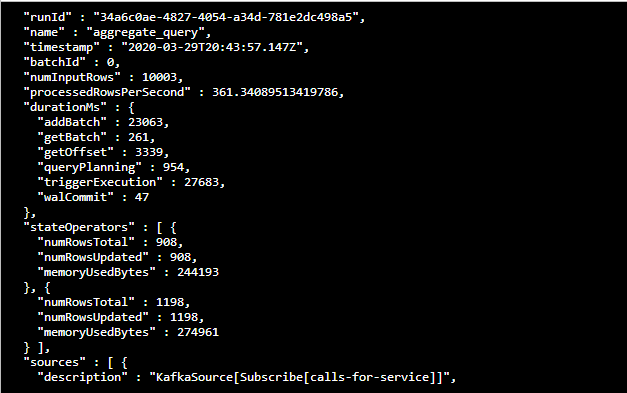 "runId" : "34a6c0ae-4827-4054-a34d-781e2dc498a5",
"name" : "aggregate_query",
"timestamp" : "2020-03-29T20:43:57.147Z",
"batchId" : 0,
"numInputRows" : 10003,
"processedRowsPerSecond" : 361.34089513419786,
"durationMs" : {
"addBatch" : 23063,
"getBatch" : 261,
"getOffset" : 3339,
"queryPlanning" : 954,
"triggerExecution" : 27683,
"walCommit" : 47
},
"stateOperators" : [ {
"numRowsTotal" : 908,
"numRowsUpdated" : 908,
"memoryUsedBytes" : 244193
}, {
"numRowsTotal" : 1198,
"numRowsUpdated" : 1198,
"memoryUsedBytes" : 274961
} ],
"sources" : [ {
"description" : "KafkaSource[Subscribe[calls-for-service]]",